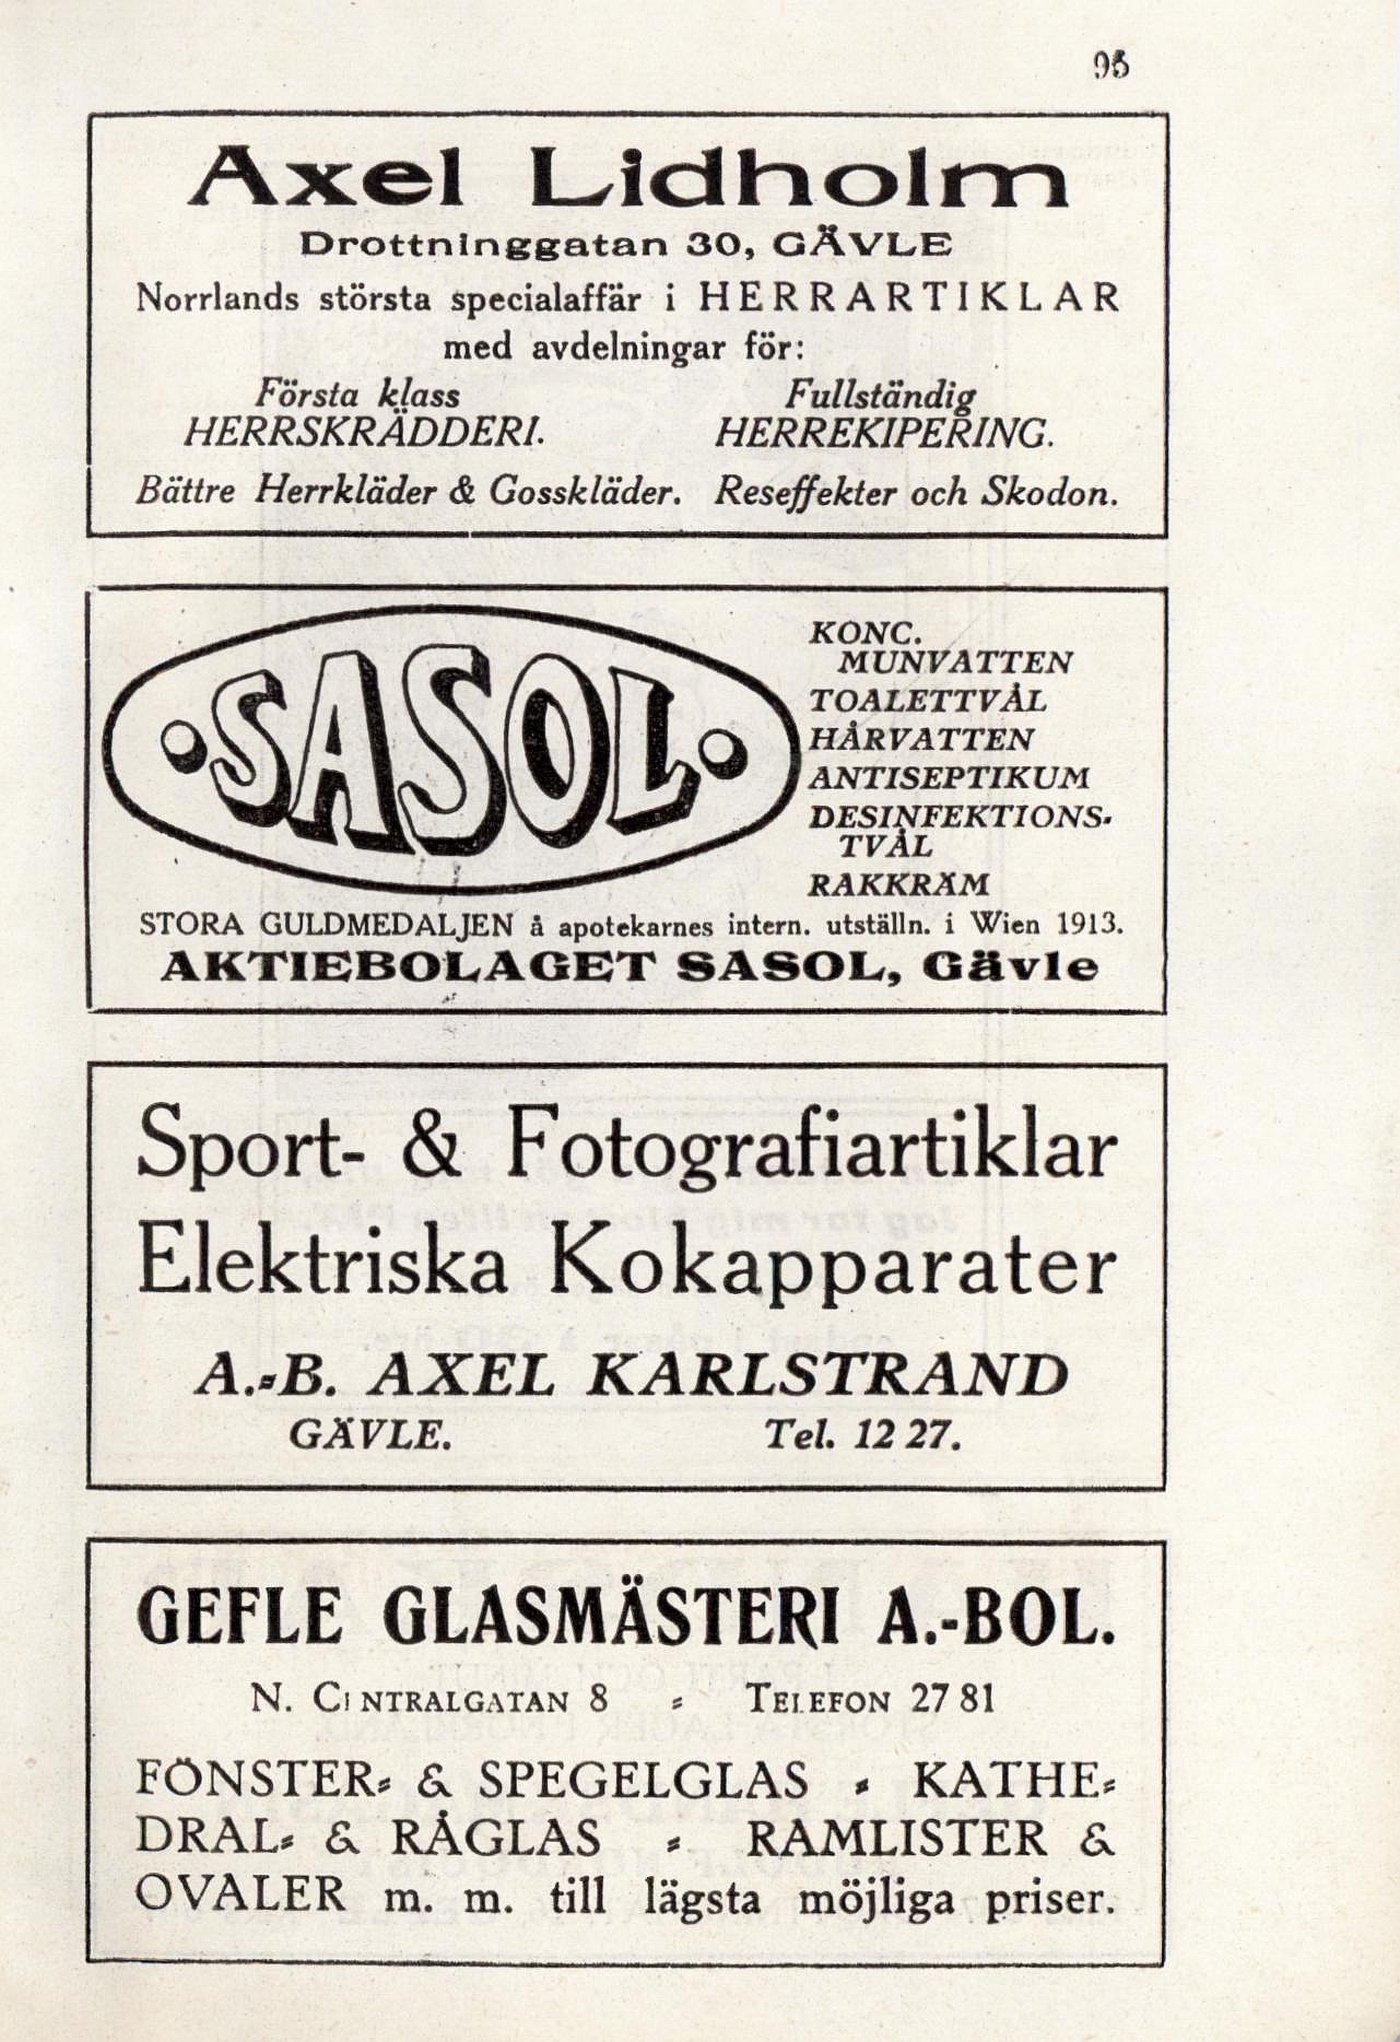 Axel Lidholm
Drottninggatan 30, GÄVLE
Norrlands största specialaffär i HERRARTIKLAR
med avdelningar för:
Första klass
HERRSKRÄDDERI.
Fullständig
HERREKIPERING.
Bättre Herrkläder & Gosskläder. Reseffekter och Skodon.
·SASOL·
KONC.
MUNVATTEN
TOALETTVÅL
HÅRVATTEN
ANTISEPTIKUM
DESINFEKTIONS-
TVÅL
RAKKRÄM
STORA GULDMEDALJEN å apotekarnes intern. utställn. i Wien 1913.
AKTIEBOLAGET SASOL, Gävle
Sport- & Fotografiartiklar
Elektriska Kokapparater
A.-B. AXEL KARLSTRAND
GÄVLE. Tel. 12 27.
GEFLE GLASMÄSTERI A.-BOL.
N. CENTRALGATAN 8 - TELEFON 27 81
FÖNSTER- & SPEGELGLAS - KATHE-
DRAL- & RÅGLAS - RAMLISTER &
OVALER m. m. till lägsta möjliga priser.